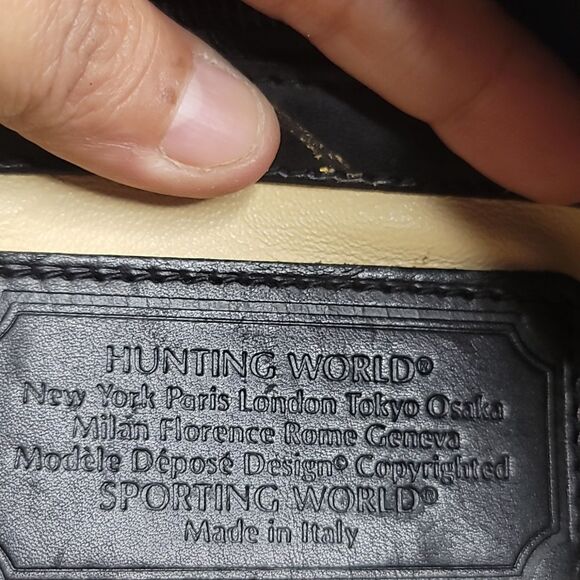 HUNTING WORLD®
New York Paris London Tokyo Osaka
Milan Florence Rome Geneva
Modèle Déposé Design© Copyrighted
SPORTING WORLD®
Made in Italy